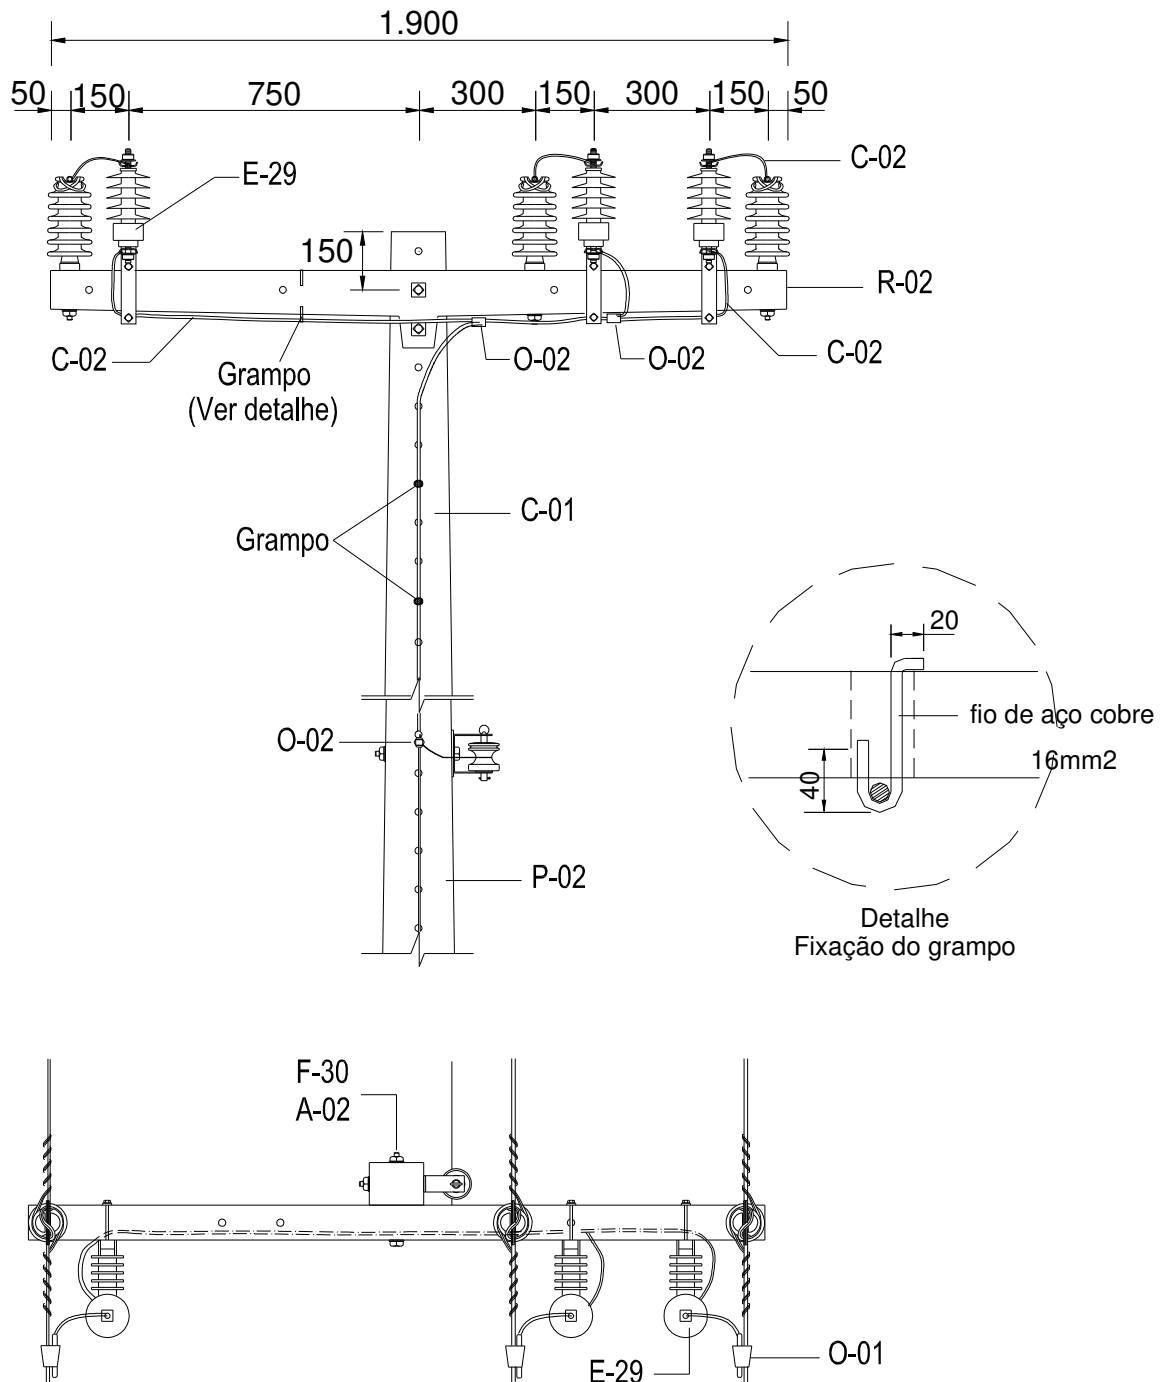 1.900
50
150
750
300
150
300
150
50
E-29
C-02
150
R-02
C-02
Grampo
(Ver detalhe)
O-02
O-02
C-02
C-01
Grampo
20
O-02
fio de aço cobre
16mm2
40
P-02
Detalhe
Fixação do grampo
F-30
A-02
E-29
O-01